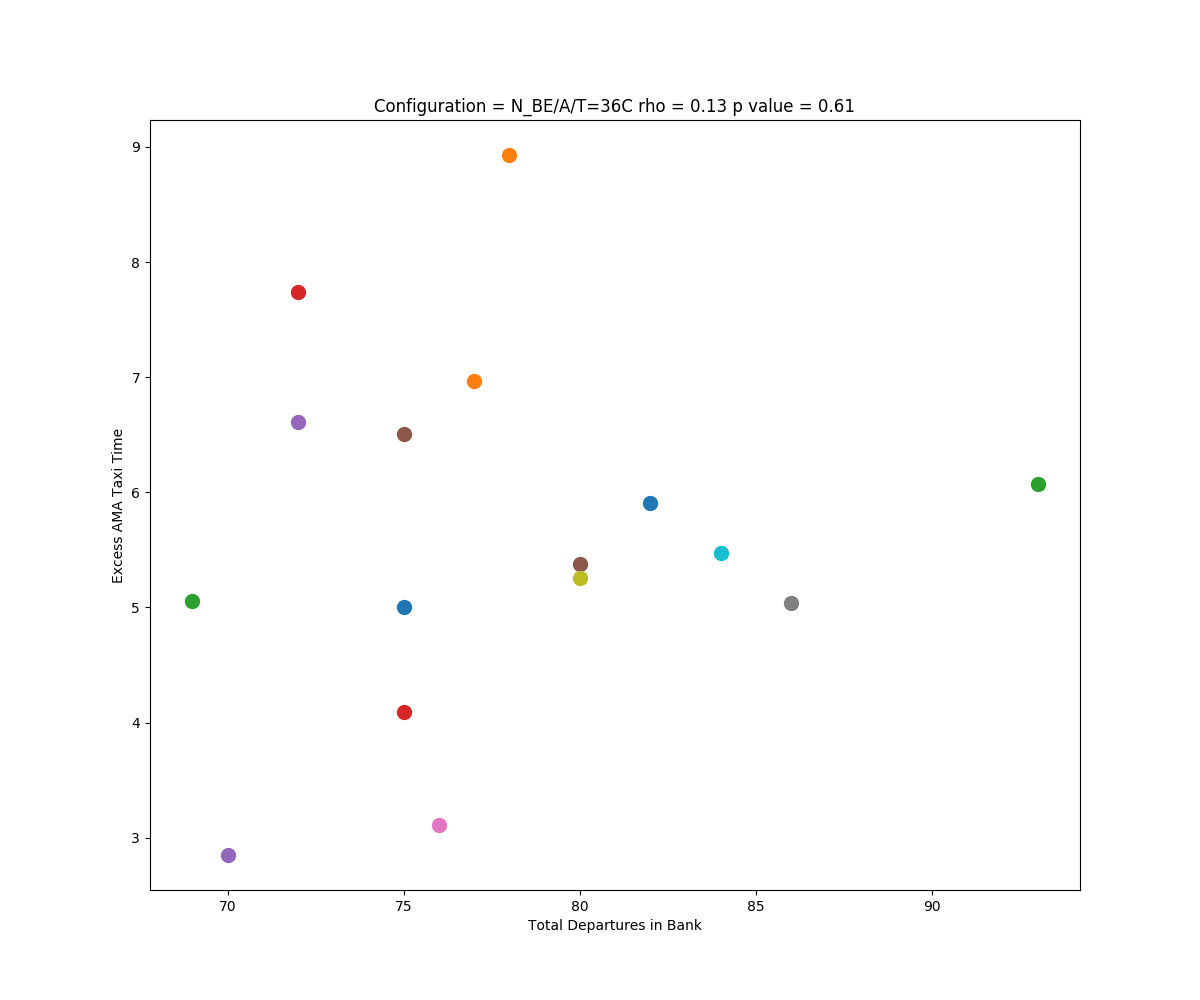 Configuration = N_BE/A/T=36C rho = 0.13 p value = 0.61
9
8
7
6
5
4
3
Excess AMA Taxi Time
70 75 80 85 90
Total Departures in Bank